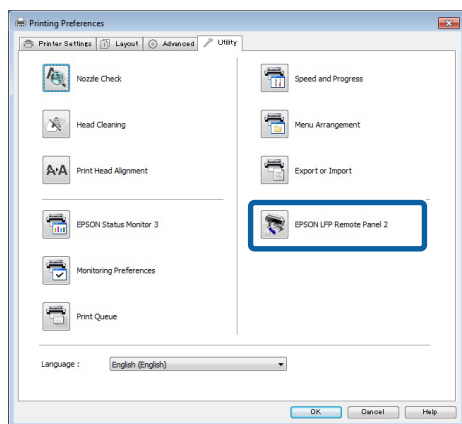 Printing Preferences
Printer Settings Layout Advanced Utility
Nozzle Check
Speed and Progress
Head Cleaning
Menu Arrangement
Print Head Alignment
Export or Import
EPSON Status Monitor 3
EPSON LFP Remote Panel 2
Monitoring Preferences
Print Queue
Language : English (English)
OK Cancel Help